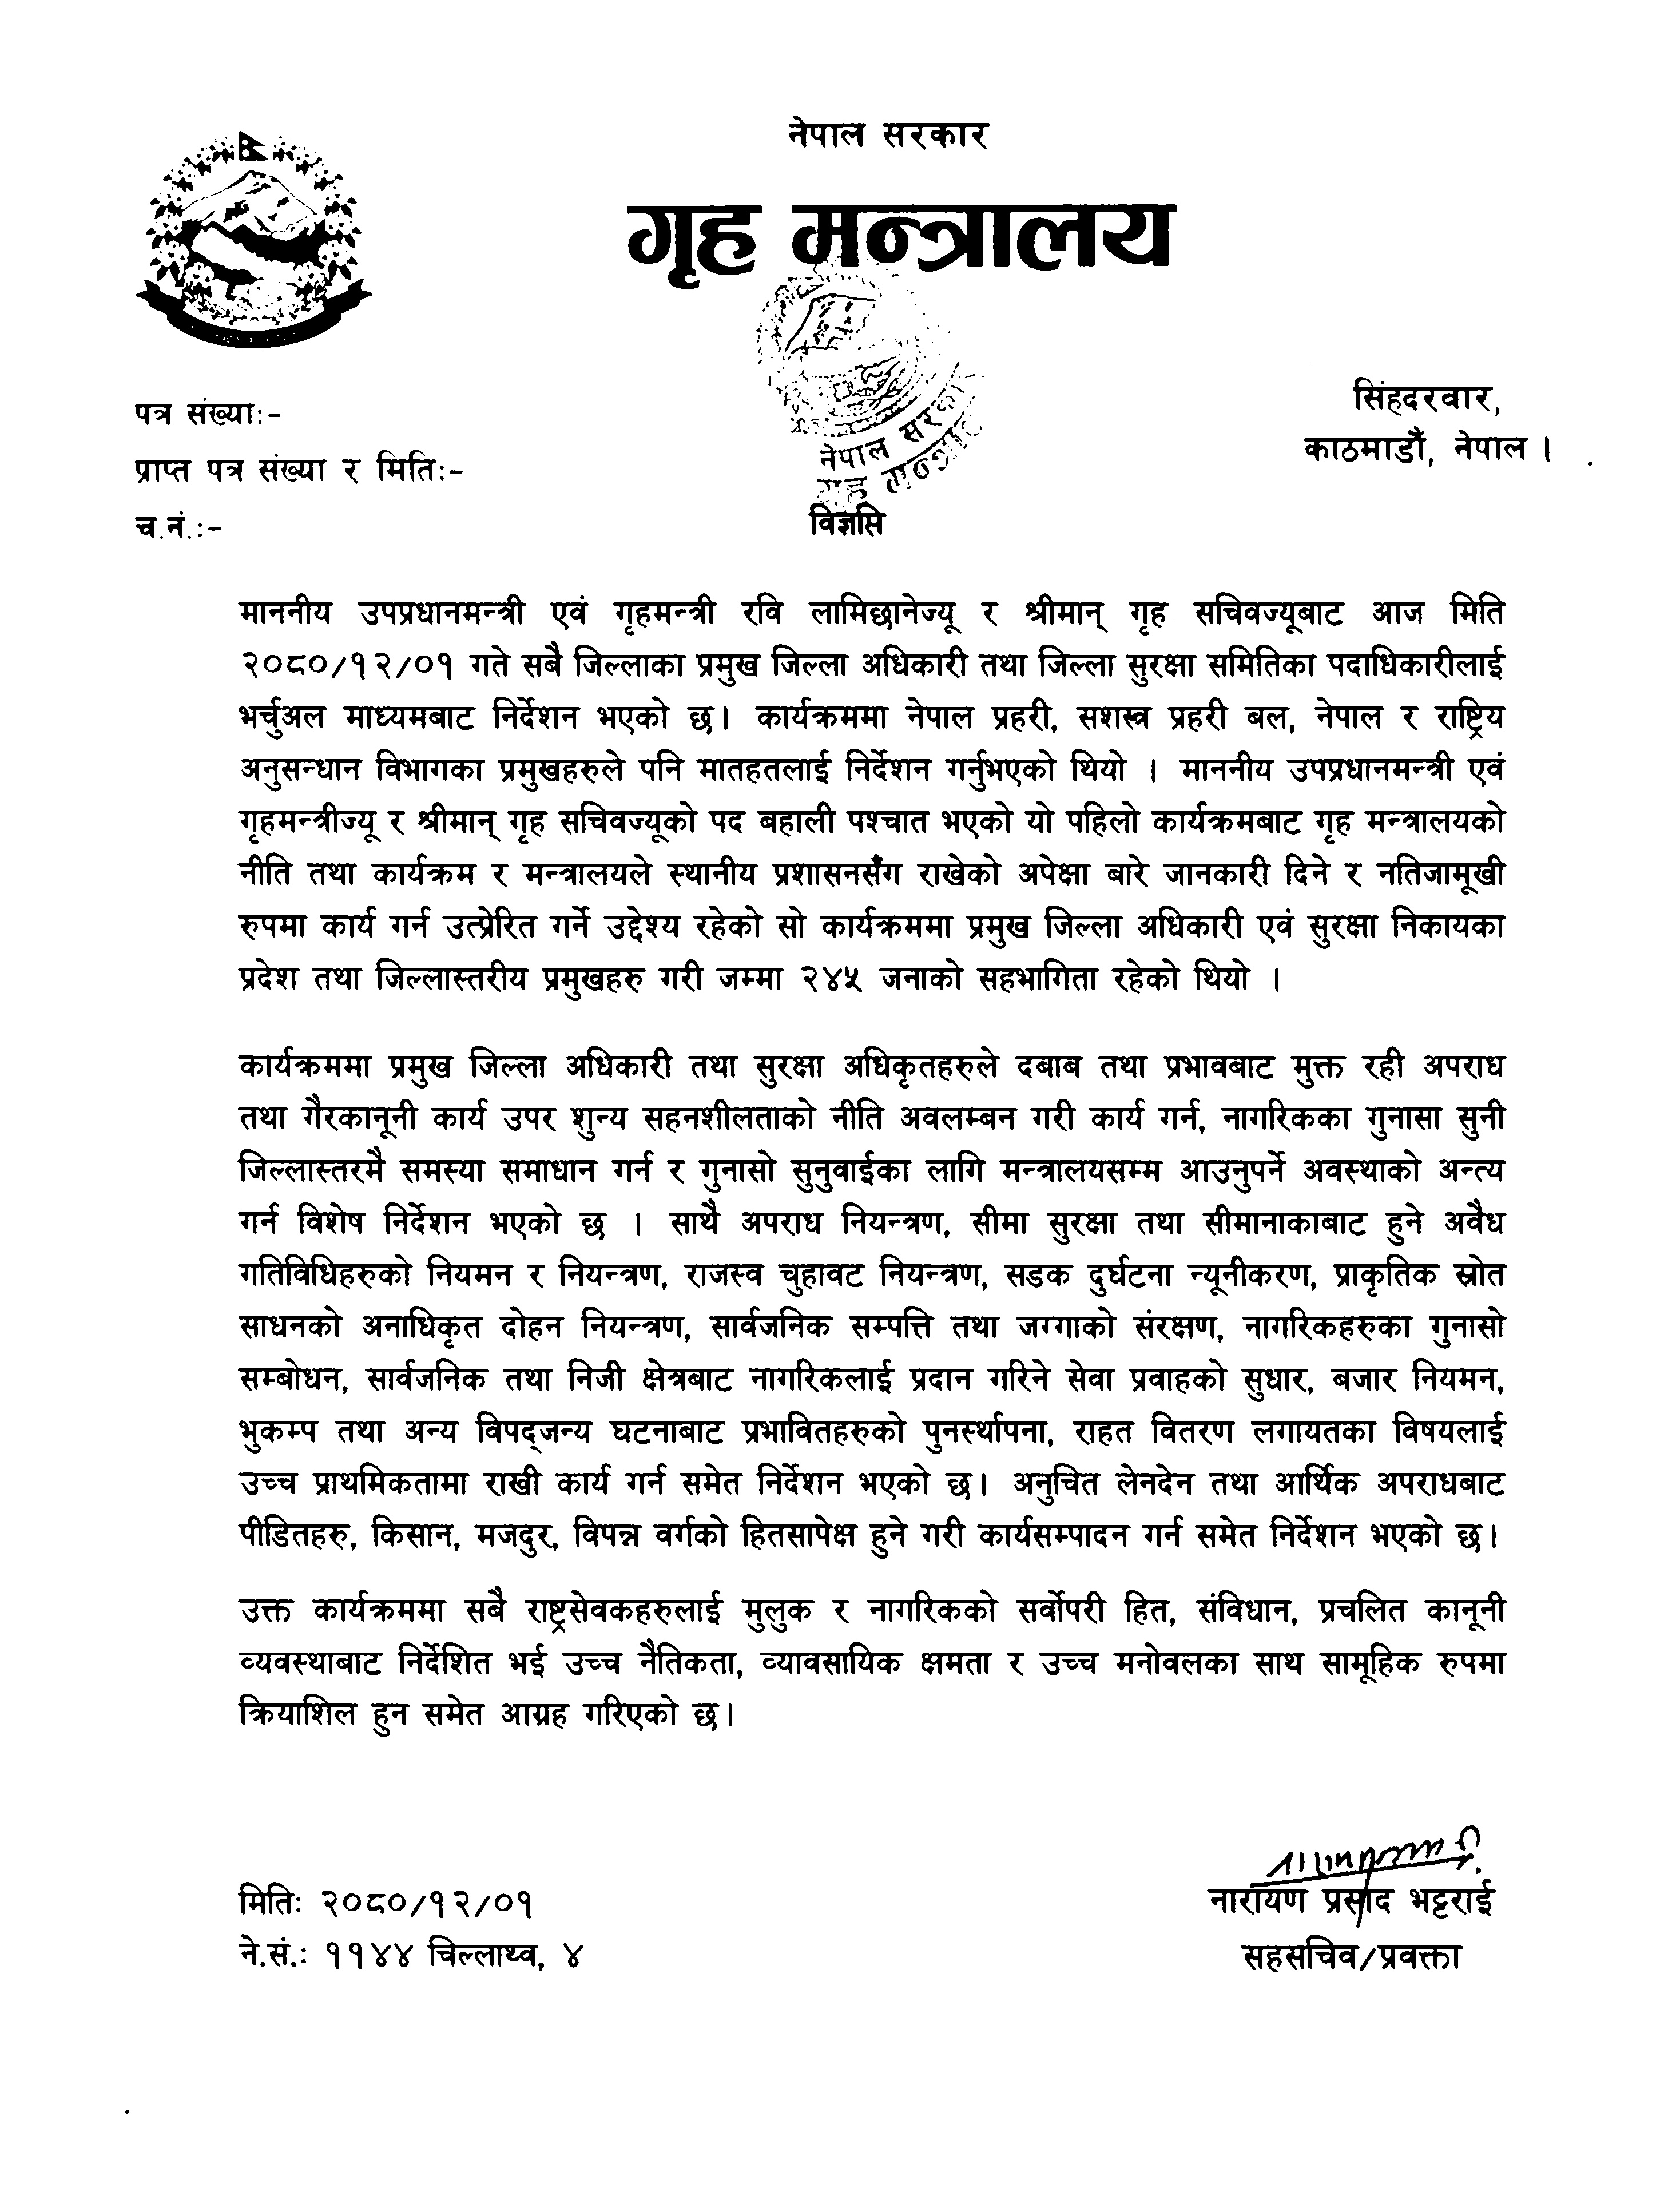 नेपाल सरकार
गृह मन्त्रालय
सिंहदरवार,
काठमाडौं, नेपाल ।
पत्र संख्याः-
प्राप्त पत्र संख्या र मितिः-
च.नं.:-
नेपाल सरका
गृह मन्त्रा
विज्ञप्ति
माननीय उपप्रधानमन्त्री एवं गृहमन्त्री रवि लामिछानेज्यू र श्रीमान् गृह सचिवज्यूबाट आज मिति
२०८०/१२/०१ गते सबै जिल्लाका प्रमुख जिल्ला अधिकारी तथा जिल्ला सुरक्षा समितिका पदाधिकारीलाई
भर्चुअल माध्यमबाट निर्देशन भएको छ। कार्यक्रममा नेपाल प्रहरी, सशस्त्र प्रहरी बल, नेपाल र राष्ट्रिय
अनुसन्धान विभागका प्रमुखहरुले पनि मातहतलाई निर्देशन गर्नुभएको थियो । माननीय उपप्रधानमन्त्री एवं
गृहमन्त्रीज्यू र श्रीमान् गृह सचिवज्यूको पद बहाली पश्चात भएको यो पहिलो कार्यक्रमबाट गृह मन्त्रालयको
नीति तथा कार्यक्रम र मन्त्रालयले स्थानीय प्रशासनसँग राखेको अपेक्षा बारे जानकारी दिने र नतिजामूखी
रुपमा कार्य गर्न उत्प्रेरित गर्ने उद्देश्य रहेको सो कार्यक्रममा प्रमुख जिल्ला अधिकारी एवं सुरक्षा निकायका
प्रदेश तथा जिल्लास्तरीय प्रमुखहरु गरी जम्मा २४५ जनाको सहभागिता रहेको थियो ।
कार्यक्रममा प्रमुख जिल्ला अधिकारी तथा सुरक्षा अधिकृतहरुले दबाब तथा प्रभावबाट मुक्त रही अपराध
तथा गैरकानूनी कार्य उपर शुन्य सहनशीलताको नीति अवलम्बन गरी कार्य गर्न, नागरिकका गुनासा सुनी
जिल्लास्तरमै समस्या समाधान गर्न र गुनासो सुनुवाईका लागि मन्त्रालयसम्म आउनुपर्ने अवस्थाको अन्त्य
गर्न विशेष निर्देशन भएको छ । साथै अपराध नियन्त्रण, सीमा सुरक्षा तथा सीमानाकाबाट हुने अवैध
गतिविधिहरुको नियमन र नियन्त्रण, राजस्व चुहावट नियन्त्रण, सडक दुर्घटना न्यूनीकरण, प्राकृतिक स्रोत
साधनको अनाधिकृत दोहन नियन्त्रण, सार्वजनिक सम्पत्ति तथा जग्गाको संरक्षण, नागरिकहरुका गुनासो
सम्बोधन, सार्वजनिक तथा निजी क्षेत्रबाट नागरिकलाई प्रदान गरिने सेवा प्रवाहको सुधार, बजार नियमन,
भुकम्प तथा अन्य विपद्जन्य घटनाबाट प्रभावितहरुको पुनर्स्थापना, राहत वितरण लगायतका विषयलाई
उच्च प्राथमिकतामा राखी कार्य गर्न समेत निर्देशन भएको छ। अनुचित लेनदेन तथा आर्थिक अपराधबाट
पीडितहरु, किसान, मजदुर, विपन्न वर्गको हितसापेक्ष हुने गरी कार्यसम्पादन गर्न समेत निर्देशन भएको छ।
उक्त कार्यक्रममा सबै राष्ट्रसेवकहरुलाई मुलुक र नागरिकको सर्वोपरी हित, संविधान, प्रचलित कानूनी
व्यवस्थाबाट निर्देशित भई उच्च नैतिकता, व्यावसायिक क्षमता र उच्च मनोवलका साथ सामूहिक रुपमा
क्रियाशिल हुन समेत आग्रह गरिएको छ।
मितिः २०८०/१२/०१
ने.सं.: ११४४ चिल्लाथ्व, ४
नारायण प्रसाद भट्टराई
सहसचिव/प्रवक्ता